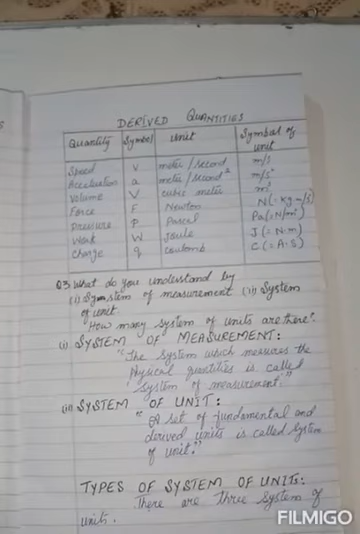 DERIVED QUANTITIES
Quantity Symbol Unit Symbol of unit
Speed v meter/second m/s
Acceleration a meter/second² m/s²
Volume V cubic meter m³
Force F Newton N(=kg.m/s²)
Pressure P Pascel Pa(=N/m²)
Work W Joule J(=N.m)
Charge q coulomb C(=A.S)
Q3 What do you understand by
(i) System of measurement (ii) System
of unit.
How many system of units are there?
(i) SYSTEM OF MEASUREMENT:
"The System which measures the
physical quantities is called
system of measurement."
(ii) SYSTEM OF UNIT:
"A set of fundamental and
derived units is called System
of unit."
TYPES OF SYSTEM OF UNITS:
There are three system of
units.
FILMIGO